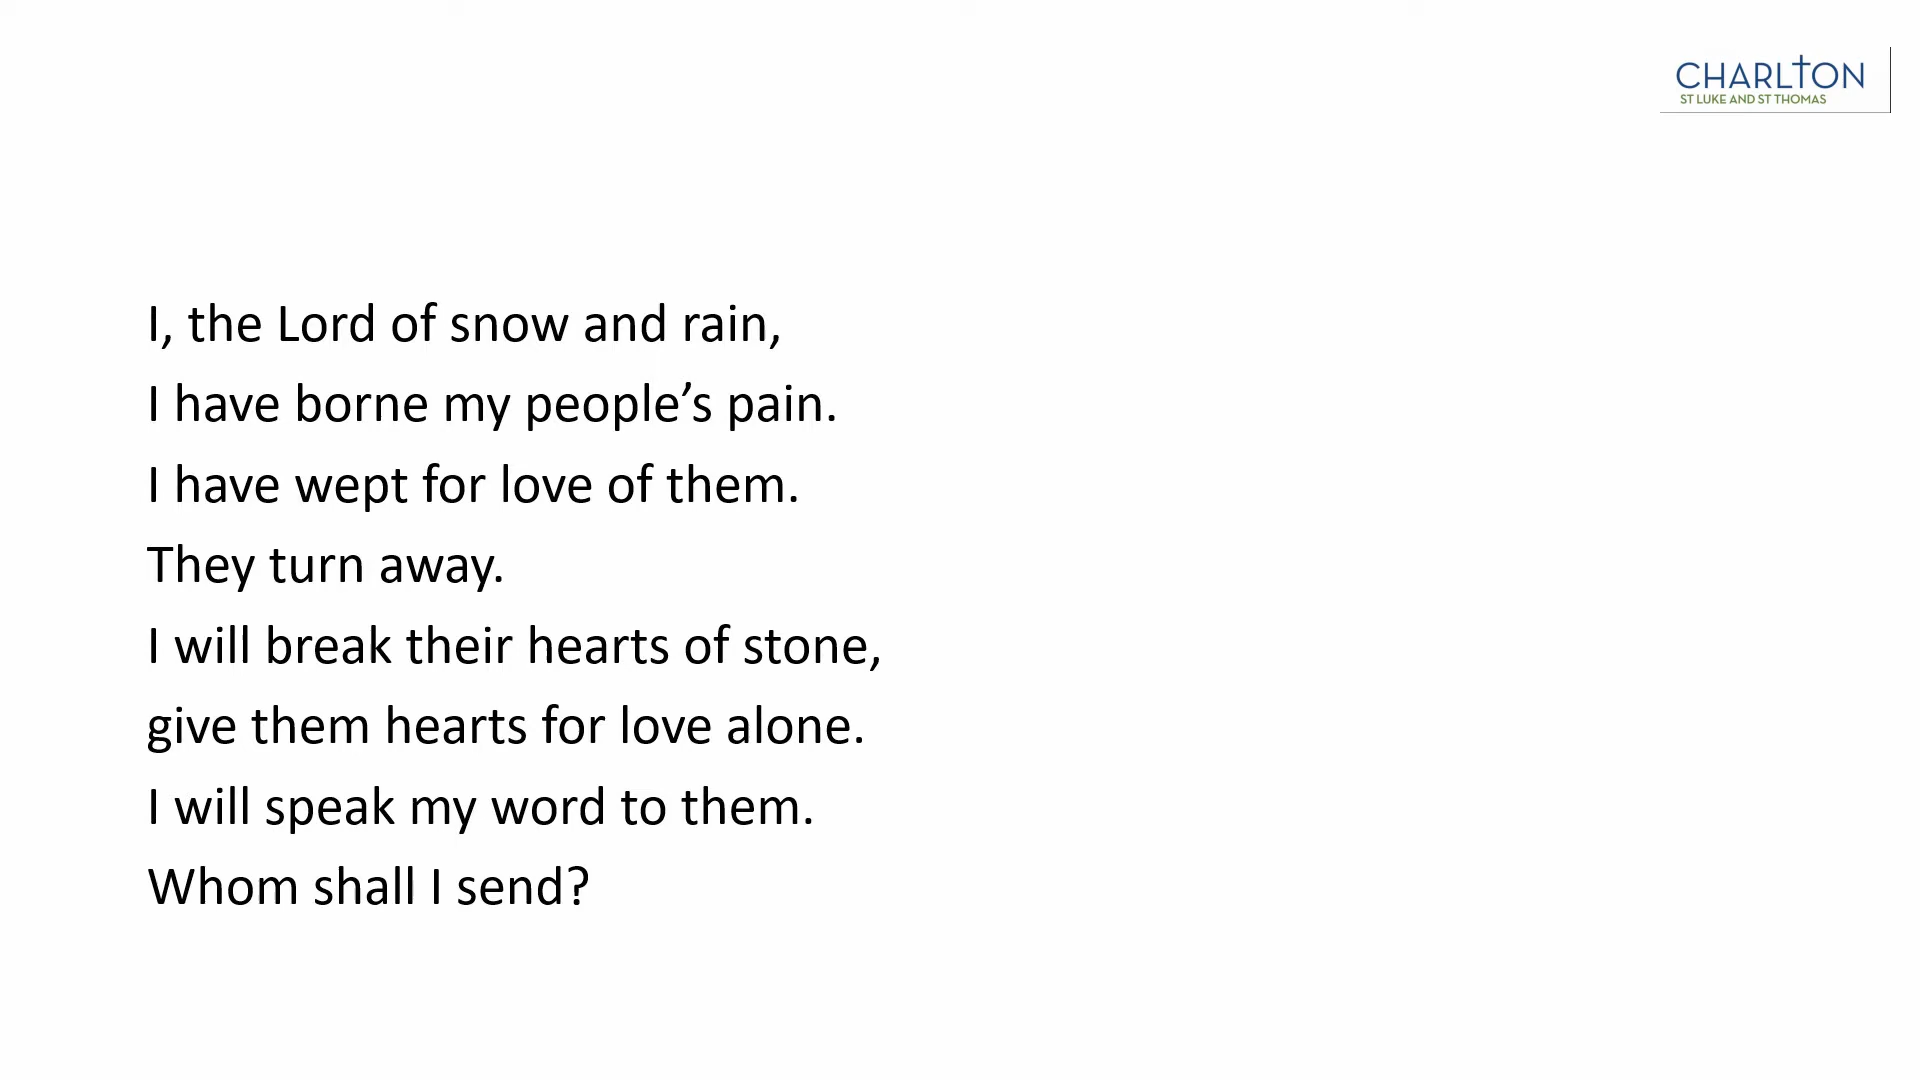 CHARLTON
ST LUKE AND ST THOMAS
I, the Lord of snow and rain,
I have borne my people’s pain.
I have wept for love of them.
They turn away.
I will break their hearts of stone,
give them hearts for love alone.
I will speak my word to them.
Whom shall I send?